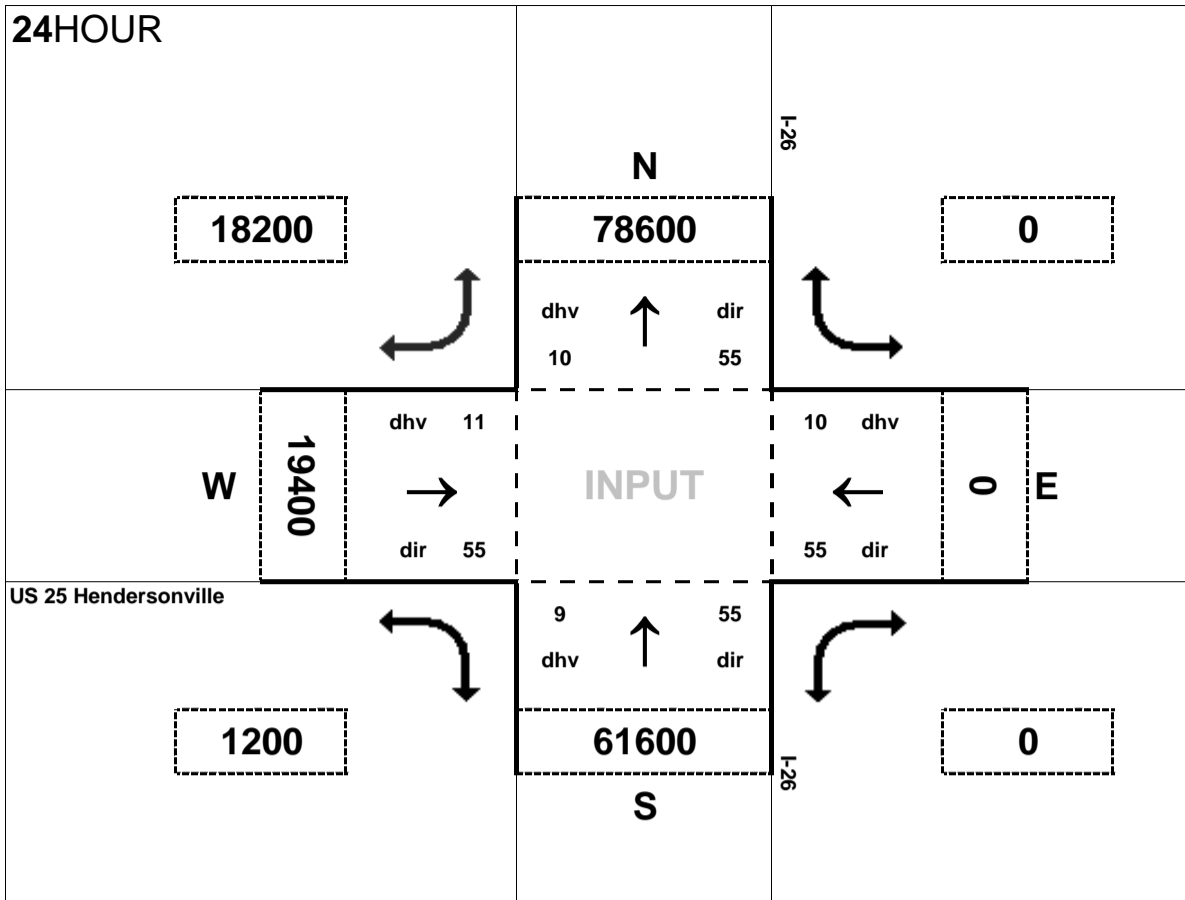 24HOUR
I-26
N
18200
78600
0
dhv
dir
10
55
dhv 11
10 dhv
W
19400
INPUT
0
E
dir 55
55 dir
US 25 Hendersonville
9
55
dhv
dir
1200
61600
0
I-26
S